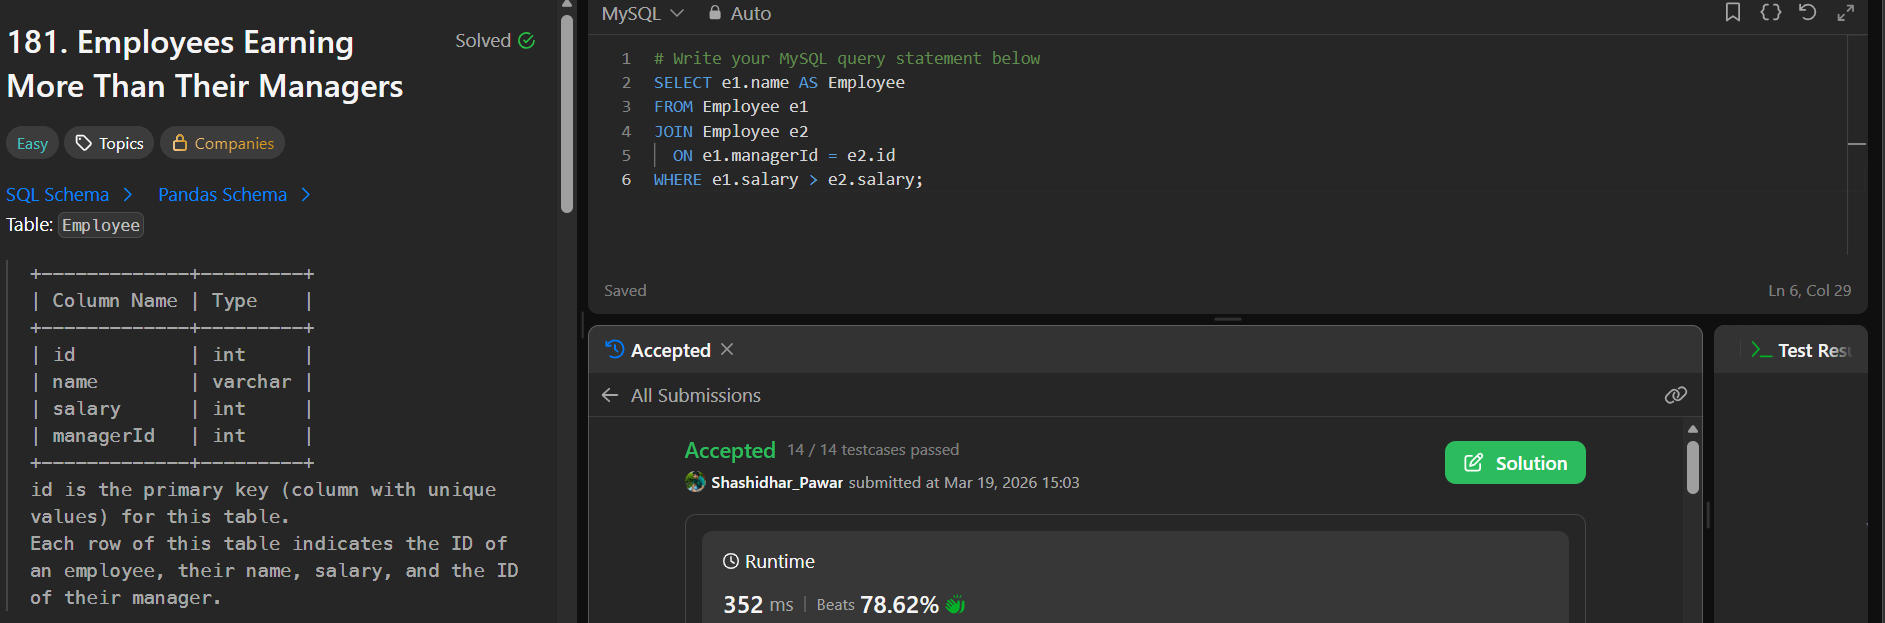 181. Employees Earning
More Than Their Managers
Solved
Easy
Topics
Companies
SQL Schema
Pandas Schema
Table: Employee
+-------------+---------+
| Column Name | Type    |
+-------------+---------+
| id          | int     |
| name        | varchar |
| salary      | int     |
| managerId   | int     |
+-------------+---------+
id is the primary key (column with unique
values) for this table.
Each row of this table indicates the ID of
an employee, their name, salary, and the ID
of their manager.
MySQL
Auto
1 # Write your MySQL query statement below
2 SELECT e1.name AS Employee
3 FROM Employee e1
4 JOIN Employee e2
5 ON e1.managerId = e2.id
6 WHERE e1.salary > e2.salary;
Saved
Ln 6, Col 29
Accepted
All Submissions
Accepted 14 / 14 testcases passed
Shashidhar_Pawar submitted at Mar 19, 2026 15:03
Solution
Runtime
352 ms | Beats 78.62%
Test Resu